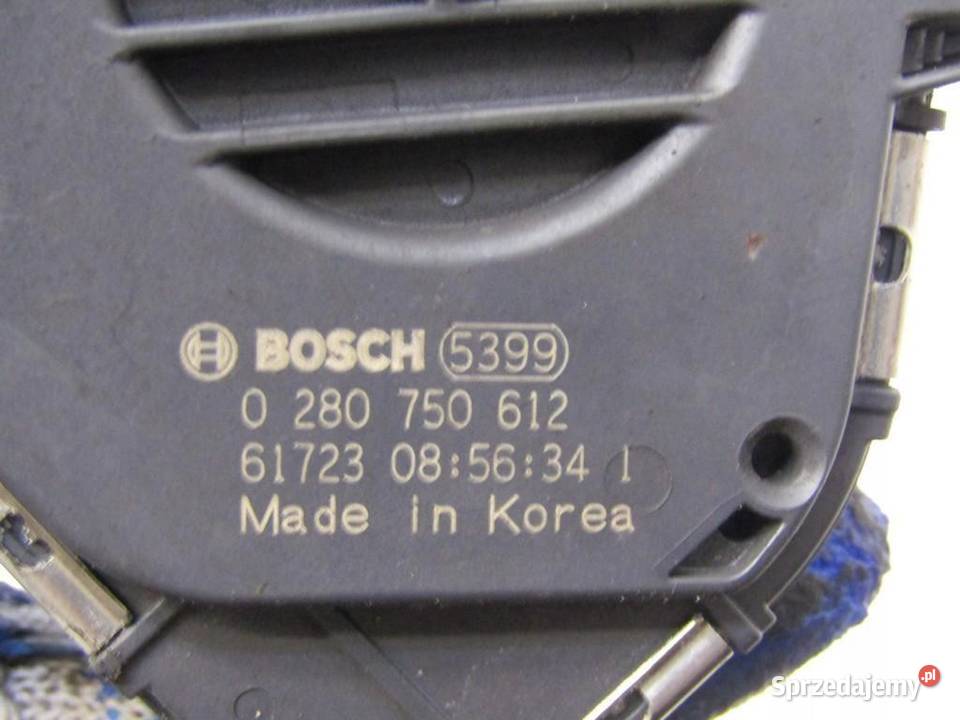 BOSCH 5399
0 280 750 612
61723 08:56:34 1
Made in Korea
Sprzedajemy.pl